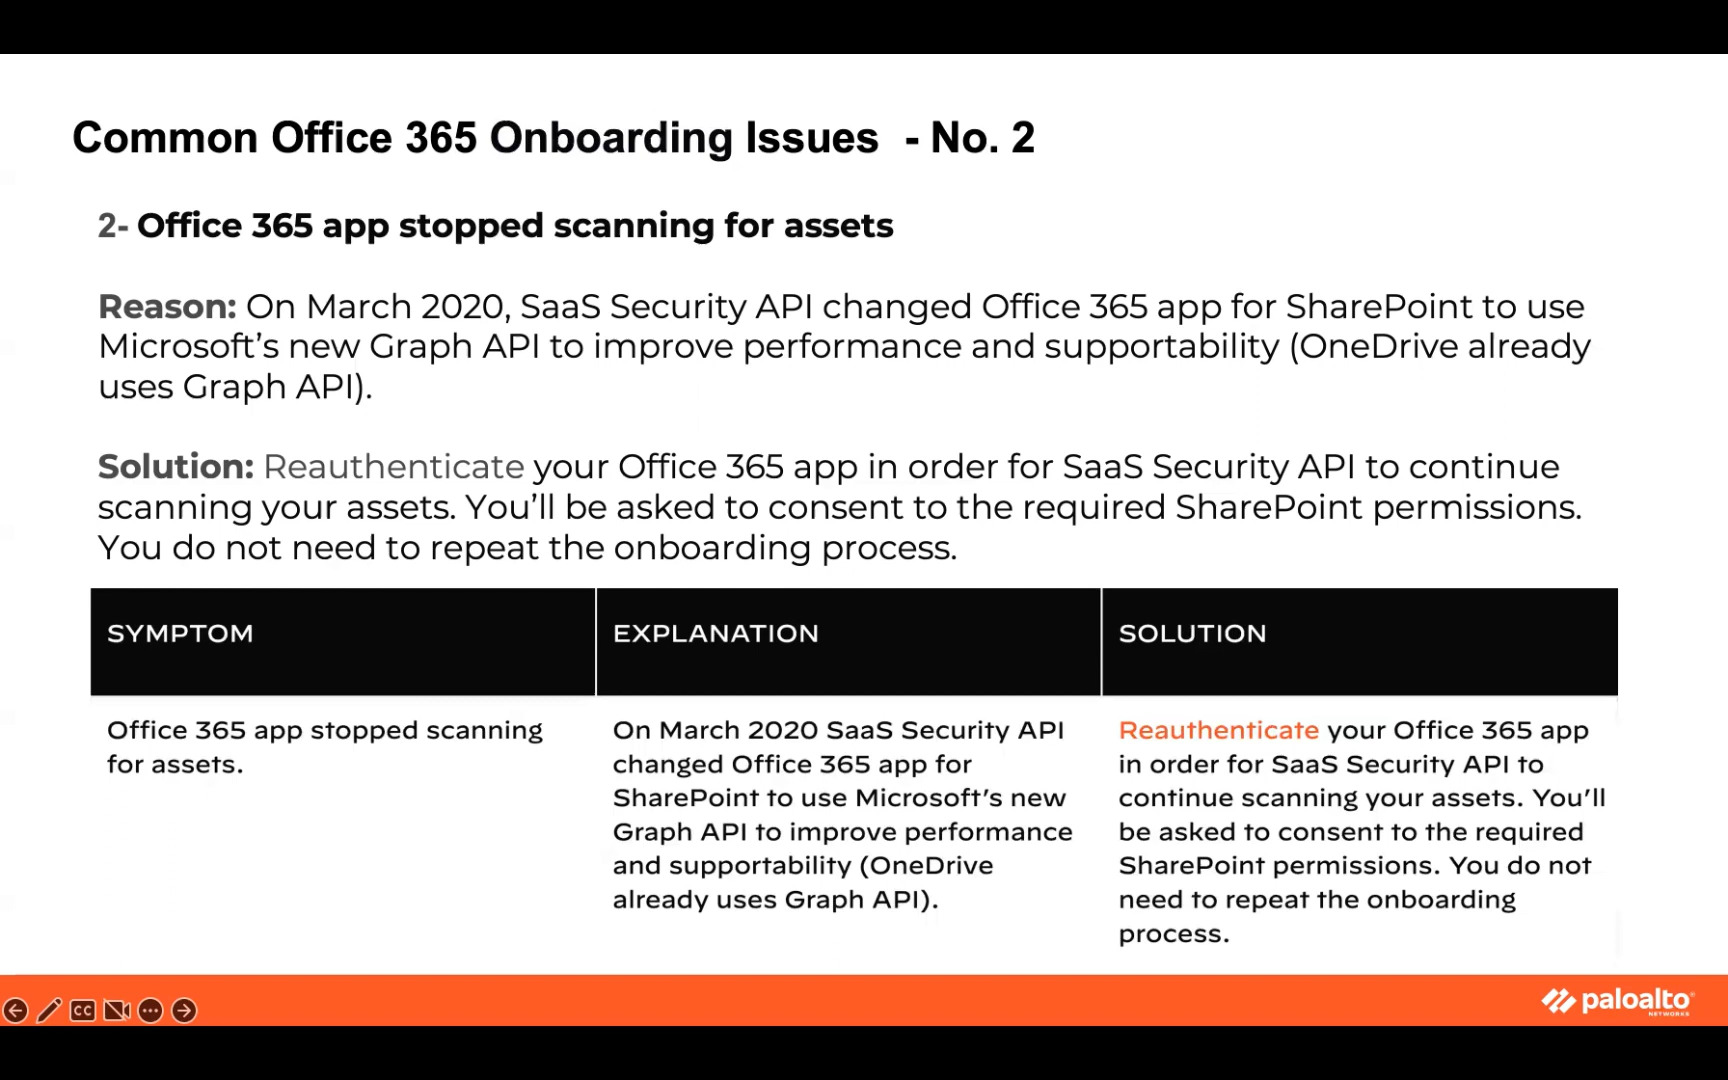 Common Office 365 Onboarding Issues - No. 2
2- Office 365 app stopped scanning for assets
Reason: On March 2020, SaaS Security API changed Office 365 app for SharePoint to use
Microsoft’s new Graph API to improve performance and supportability (OneDrive already
uses Graph API).
Solution: Reauthenticate your Office 365 app in order for SaaS Security API to continue
scanning your assets. You’ll be asked to consent to the required SharePoint permissions.
You do not need to repeat the onboarding process.
SYMPTOM
EXPLANATION
SOLUTION
Office 365 app stopped scanning
for assets.
On March 2020 SaaS Security API
changed Office 365 app for
SharePoint to use Microsoft’s new
Graph API to improve performance
and supportability (OneDrive
already uses Graph API).
Reauthenticate your Office 365 app
in order for SaaS Security API to
continue scanning your assets. You’ll
be asked to consent to the required
SharePoint permissions. You do not
need to repeat the onboarding
process.
CC
paloalto
NETWORKS